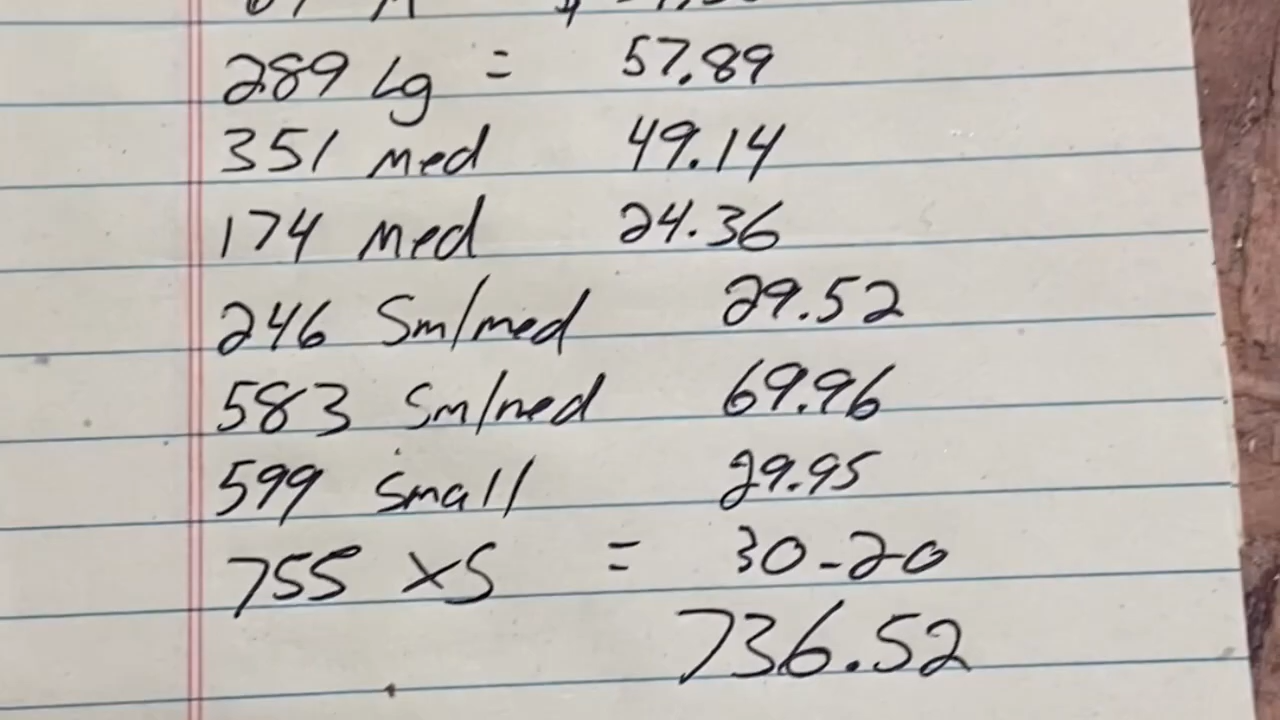 289 Lg = 57.89
351 med 49.14
174 med 24.36
246 Sm/med 29.52
583 Sm/med 69.96
599 Small 29.95
755 XS = 30-20
736.52